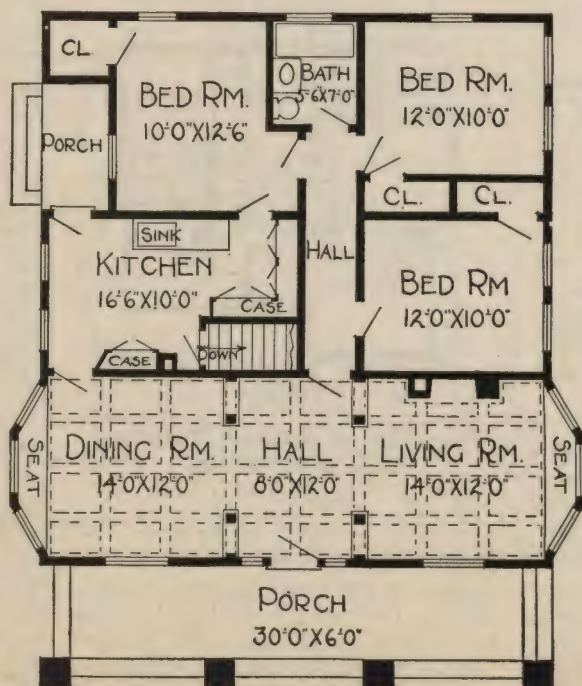 CL.
BED RM.
10'-0"X12'-6"
BATH
5'-6"X7'-0"
BED RM.
12'-0"X10'-0"
PORCH
CL.
CL.
SINK
KITCHEN
16'-6"X10'-0"
HALL
BED RM
12'-0"X10'-0"
CASE
DOWN
CASE
SEAT
DINING RM.
14'-0"X12'-0"
HALL
8'-0"X12'-0"
LIVING RM.
14'-0"X12'-0"
SEAT
PORCH
30'-0"X6'-0"